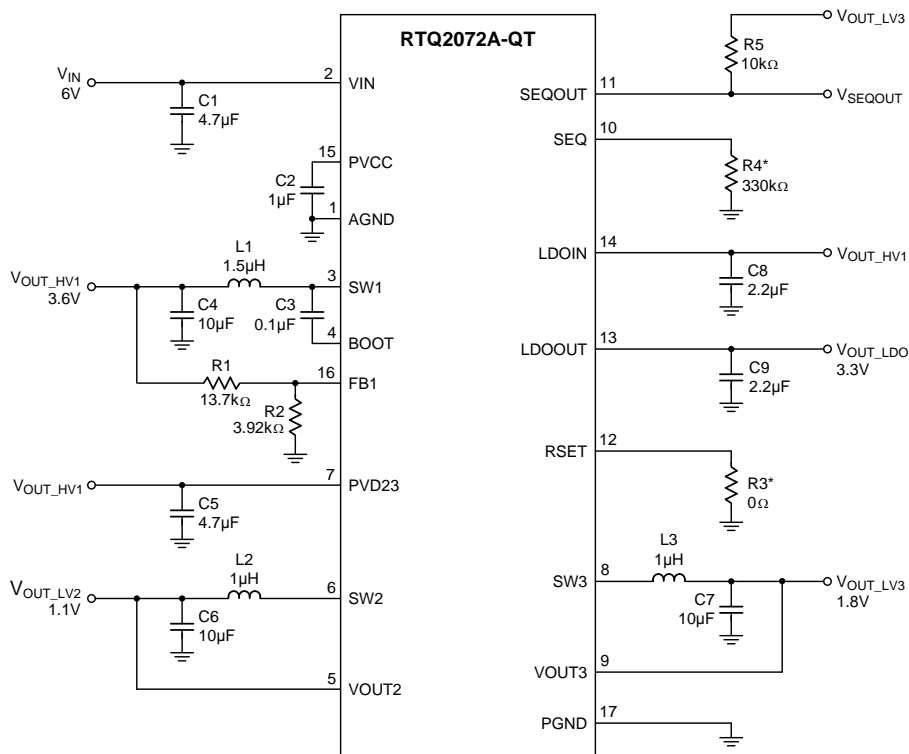 RTQ2072A-QT
VIN
6V
2
VIN
C1
4.7µF
15
PVCC
C2
1µF
1
AGND
L1
1.5µH
VOUT_HV1
3.6V
3
SW1
C4
10µF
C3
0.1µF
4
BOOT
R1
13.7kΩ
16
FB1
R2
3.92kΩ
VOUT_HV1
7
PVD23
C5
4.7µF
L2
1µH
VOUT_LV2
1.1V
6
SW2
C6
10µF
5
VOUT2
VOUT_LV3
R5
10kΩ
SEQOUT
11
VSEQOUT
SEQ
10
R4*
330kΩ
LDOIN
14
VOUT_HV1
C8
2.2µF
LDOOUT
13
VOUT_LDO
3.3V
C9
2.2µF
RSET
12
R3*
0Ω
L3
1µH
SW3
8
VOUT_LV3
1.8V
C7
10µF
VOUT3
9
PGND
17